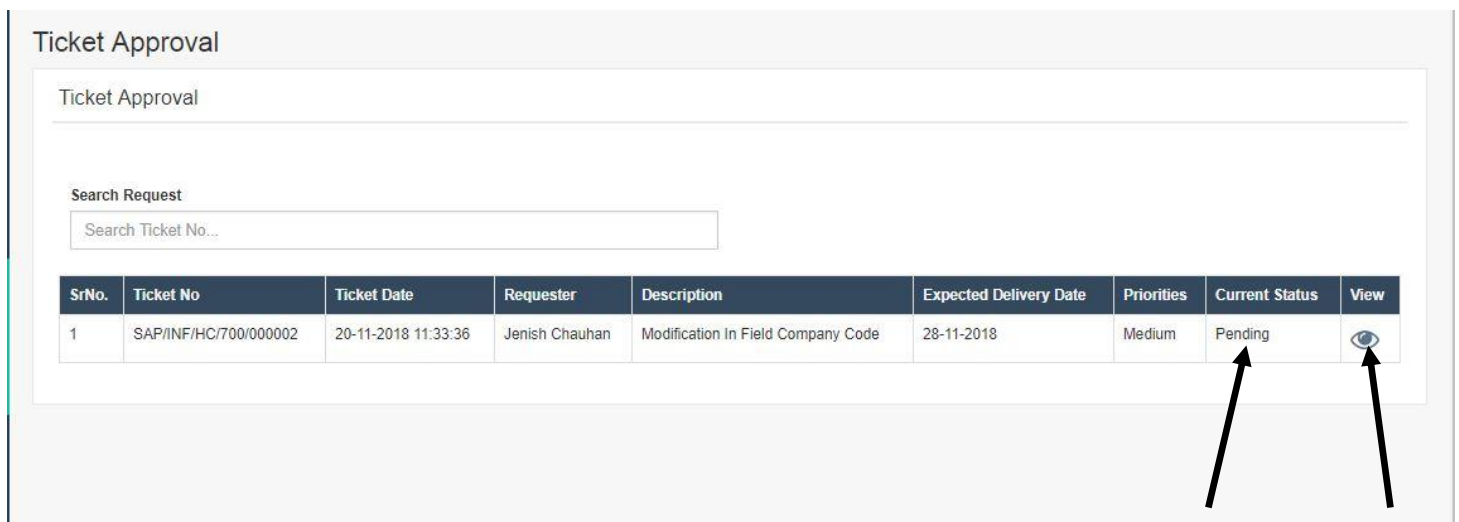 Ticket Approval
Ticket Approval
Search Request
Search Ticket No...
SrNo. Ticket No Ticket Date Requester Description Expected Delivery Date Priorities Current Status View
1 SAP/INF/HC/700/000002 20-11-2018 11:33:36 Jenish Chauhan Modification In Field Company Code 28-11-2018 Medium Pending